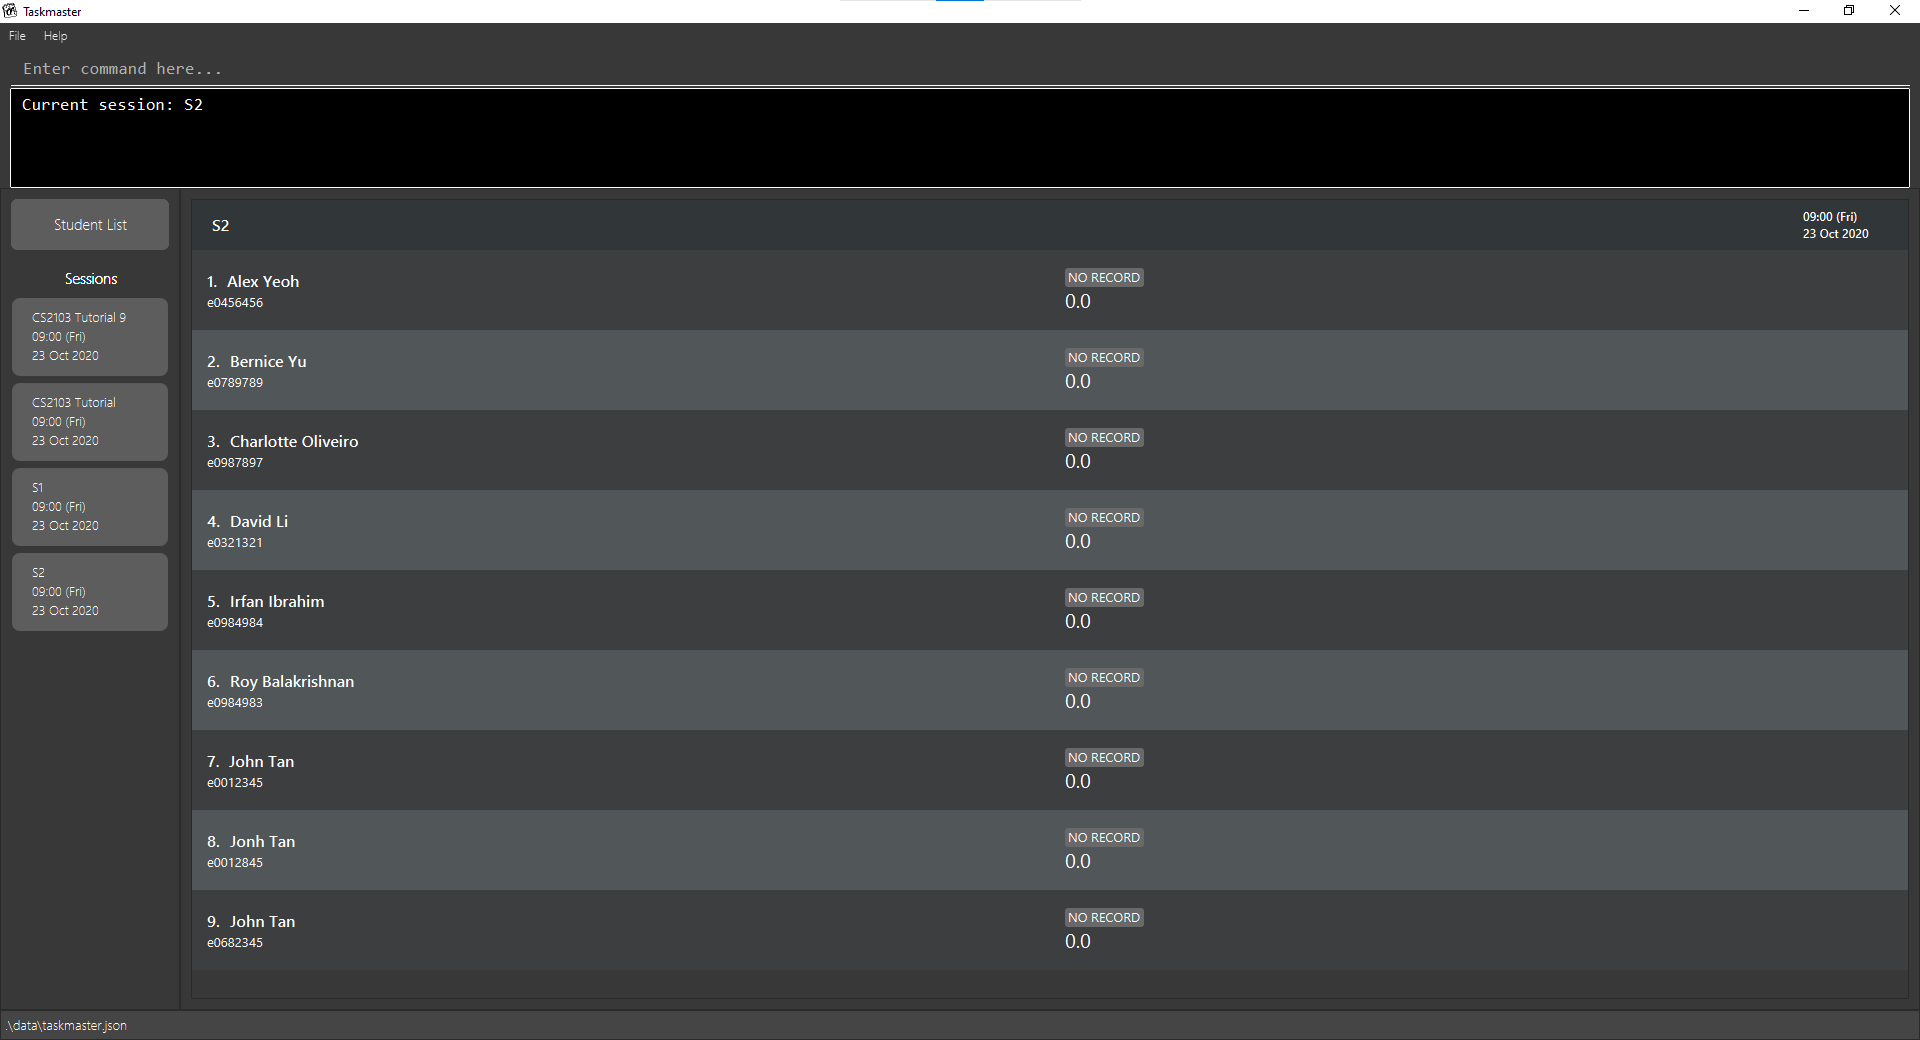 Taskmaster
File Help
Enter command here...
Current session: S2
Student List
Sessions
CS2103 Tutorial 9
09:00 (Fri)
23 Oct 2020
CS2103 Tutorial
09:00 (Fri)
23 Oct 2020
S1
09:00 (Fri)
23 Oct 2020
S2
09:00 (Fri)
23 Oct 2020
S2
09:00 (Fri)
23 Oct 2020
1. Alex Yeoh
e0456456
NO RECORD
0.0
2. Bernice Yu
e0789789
NO RECORD
0.0
3. Charlotte Oliveiro
e0987897
NO RECORD
0.0
4. David Li
e0321321
NO RECORD
0.0
5. Irfan Ibrahim
e0984984
NO RECORD
0.0
6. Roy Balakrishnan
e0984983
NO RECORD
0.0
7. John Tan
e0012345
NO RECORD
0.0
8. Jonh Tan
e0012845
NO RECORD
0.0
9. John Tan
e0682345
NO RECORD
0.0
.\data\taskmaster.json